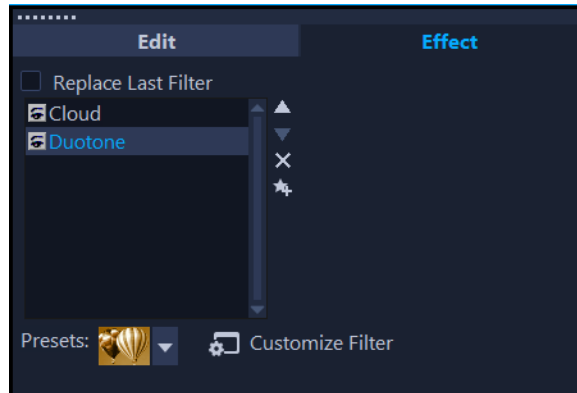 Edit
Effect
Replace Last Filter
Cloud
Duotone
Presets:
Customize Filter